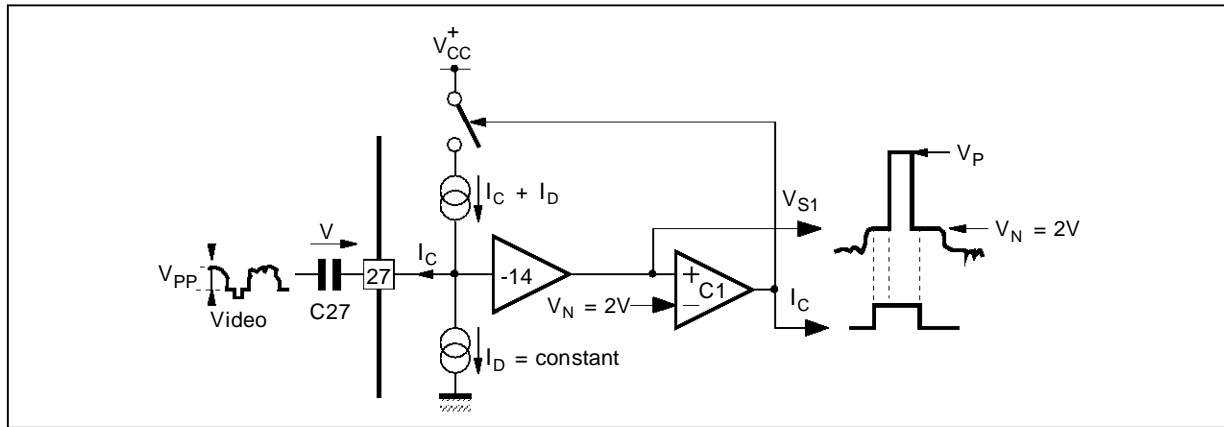 V+CC
IC + ID
V
IC
VPP
27
Video
C27
-14
ID = constant
+
−
C1
VN = 2V
VS1
VP
VN = 2V
IC